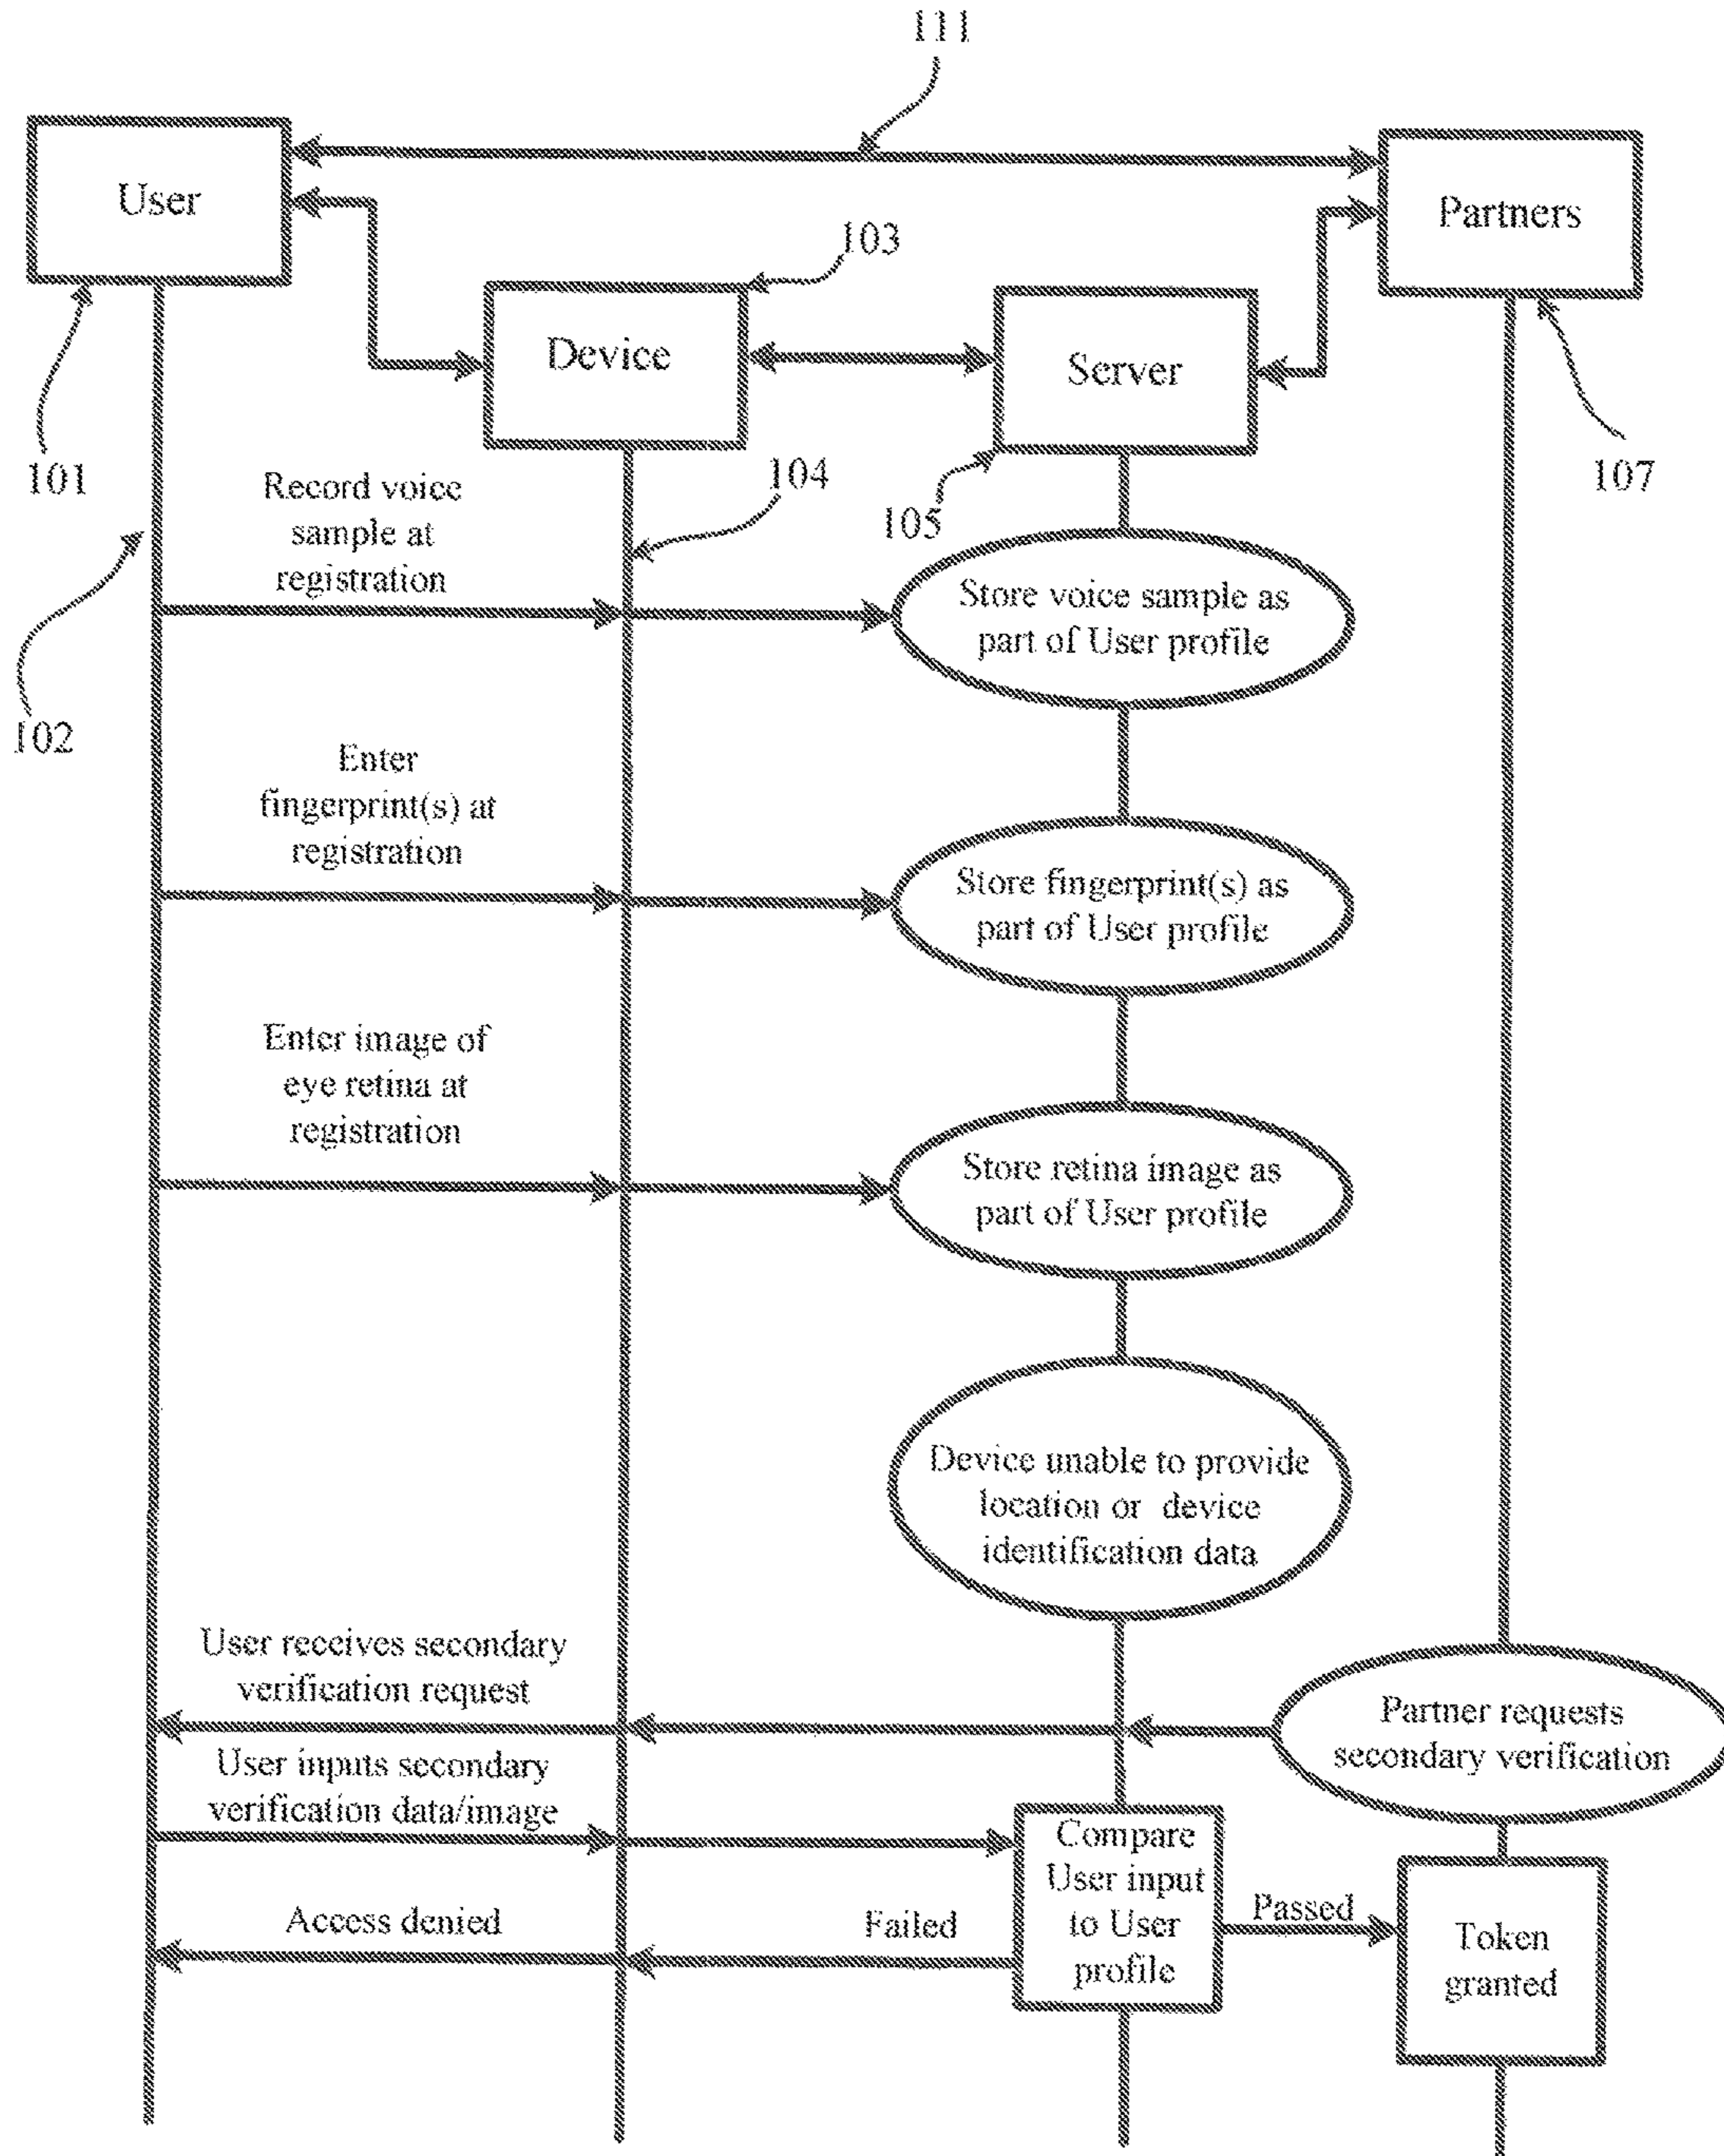 111
User
Partners
103
Device
Server
101
107
104
105
Record voice
sample at
registration
102
Store voice sample as
part of User profile
Enter
fingerprint(s) at
registration
Store fingerprint(s) as
part of User profile
Enter image of
eye retina at
registration
Store retina image as
part of User profile
Device unable to provide
location or device
identification data
User receives secondary
verification request
Partner requests
secondary verification
User inputs secondary
verification data/image
Compare
User input
to User
profile
Access denied
Failed
Passed
Token
granted